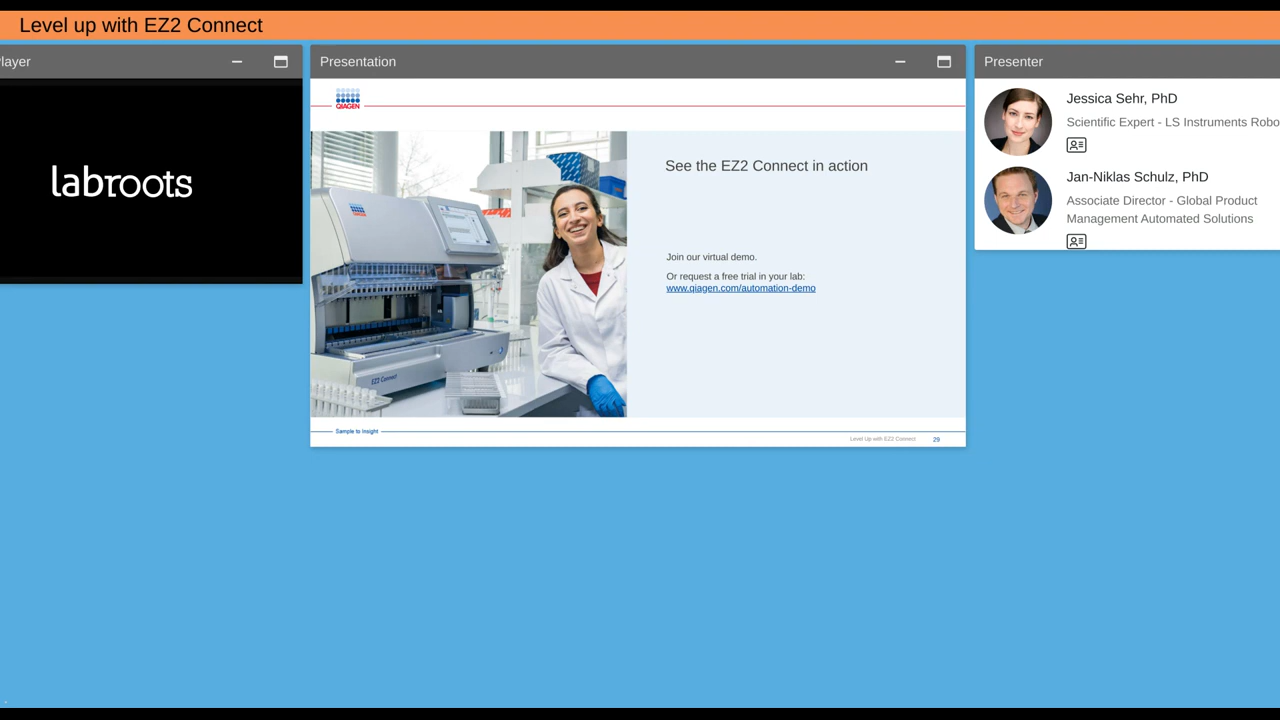 Level up with EZ2 Connect
layer
Presentation
Presenter
labroots
QIAGEN
See the EZ2 Connect in action
Join our virtual demo.
Or request a free trial in your lab:
www.qiagen.com/automation-demo
EZ2 Connect
Sample to Insight
Level Up with EZ2 Connect
29
Jessica Sehr, PhD
Scientific Expert - LS Instruments Robo
Jan-Niklas Schulz, PhD
Associate Director - Global Product
Management Automated Solutions